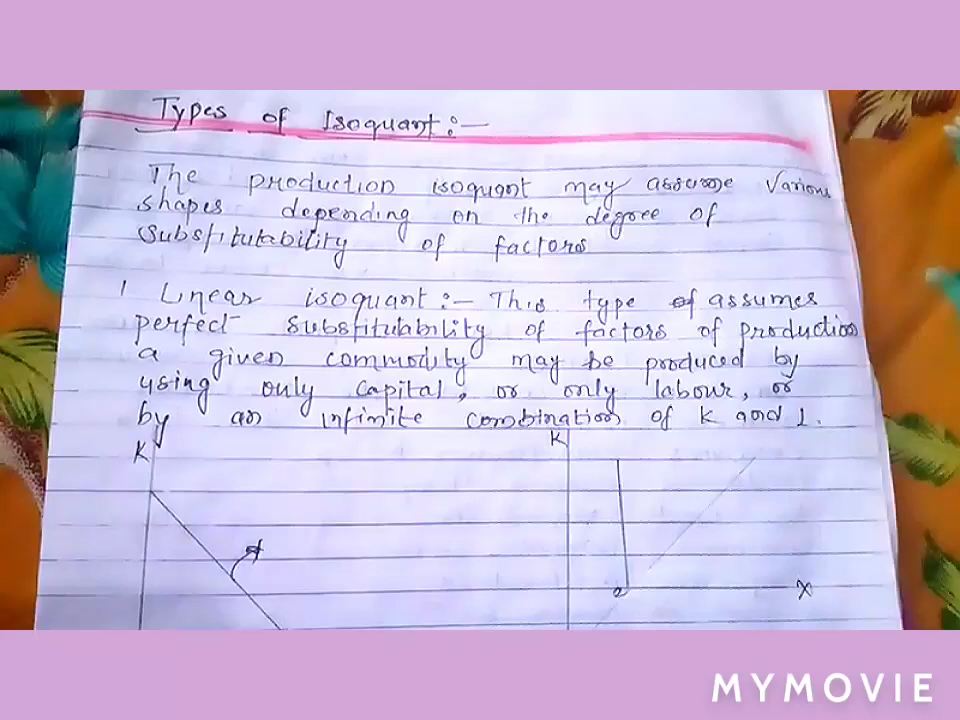 Types of Isoquant:-
The production isoquant may assume various
shapes depending on the degree of
substitutability of factors
1 Linear isoquant:- This type of assumes
perfect substitutability of factors of production
a given commodity may be produced by
using only capital, or only labour, or
by an infinite combination of K and L.
K
K
x
MYMOVIE